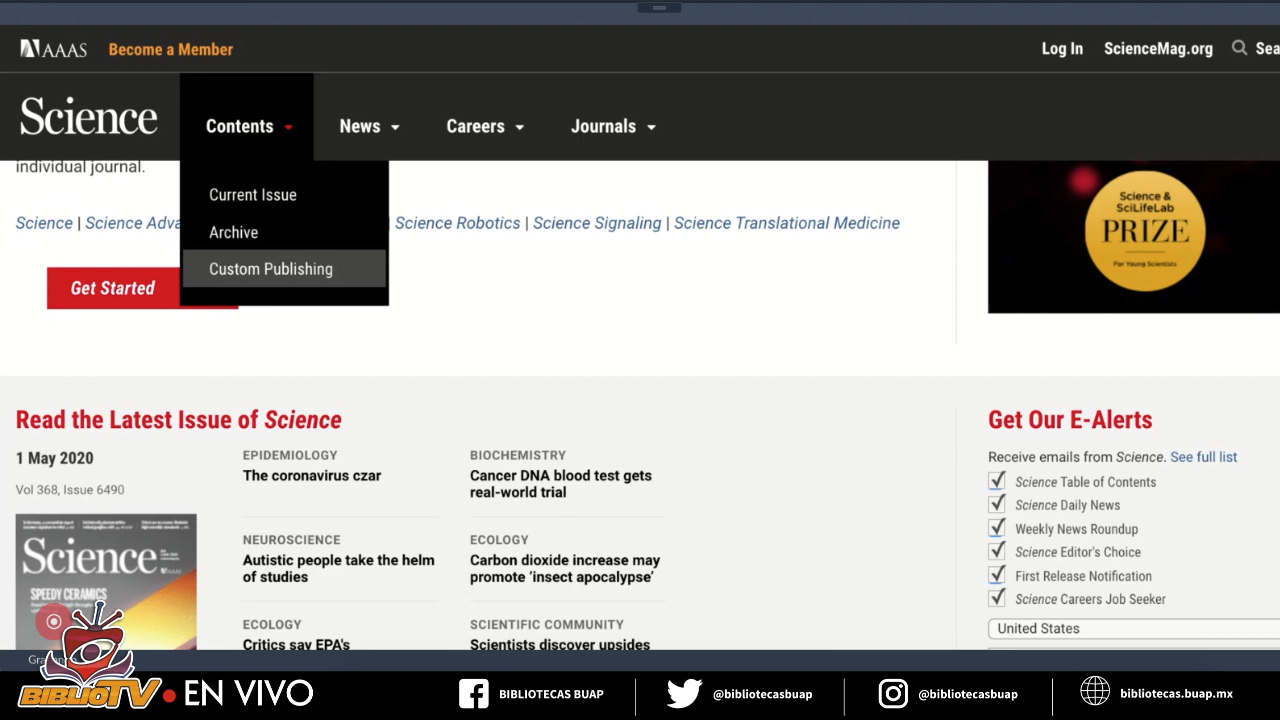 AAAS Become a Member
Log In ScienceMag.org Sea
Science Contents News Careers Journals
individual journal.
Current Issue
Archive
Custom Publishing
Science | Science Adva | Science Robotics | Science Signaling | Science Translational Medicine
Get Started
Science &
SciLifeLab
PRIZE
For Young Scientists
Read the Latest Issue of Science
1 May 2020
Vol 368, Issue 6490
Science
AAAS
SPEEDY CERAMICS
EPIDEMIOLOGY
The coronavirus czar
BIOCHEMISTRY
Cancer DNA blood test gets
real-world trial
NEUROSCIENCE
Autistic people take the helm
of studies
ECOLOGY
Carbon dioxide increase may
promote ‘insect apocalypse’
ECOLOGY
Critics say EPA's
SCIENTIFIC COMMUNITY
Scientists discover upsides
Get Our E-Alerts
Receive emails from Science. See full list
Science Table of Contents
Science Daily News
Weekly News Roundup
Science Editor's Choice
First Release Notification
Science Careers Job Seeker
United States
BIBLIOTV EN VIVO
BIBLIOTECAS BUAP
@bibliotecasbuap
@bibliotecasbuap
bibliotecas.buap.mx